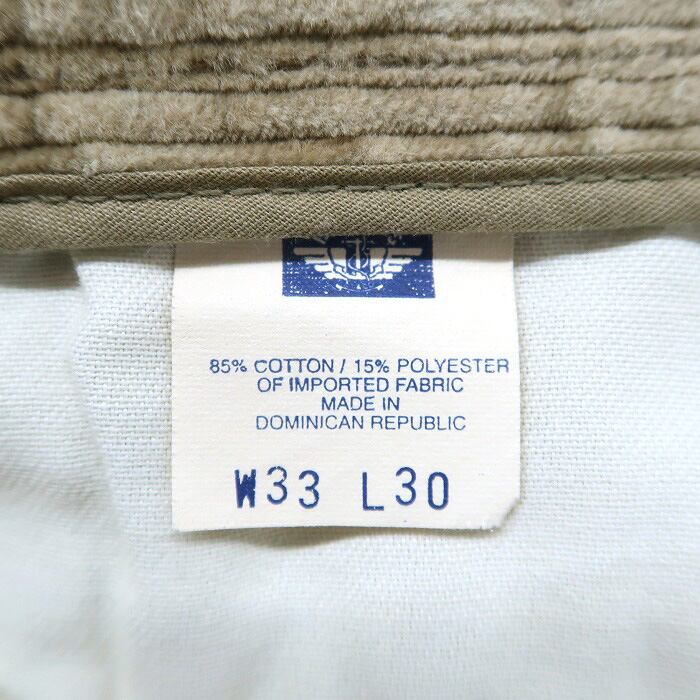 85% COTTON / 15% POLYESTER
OF IMPORTED FABRIC
MADE IN
DOMINICAN REPUBLIC
W33 L30